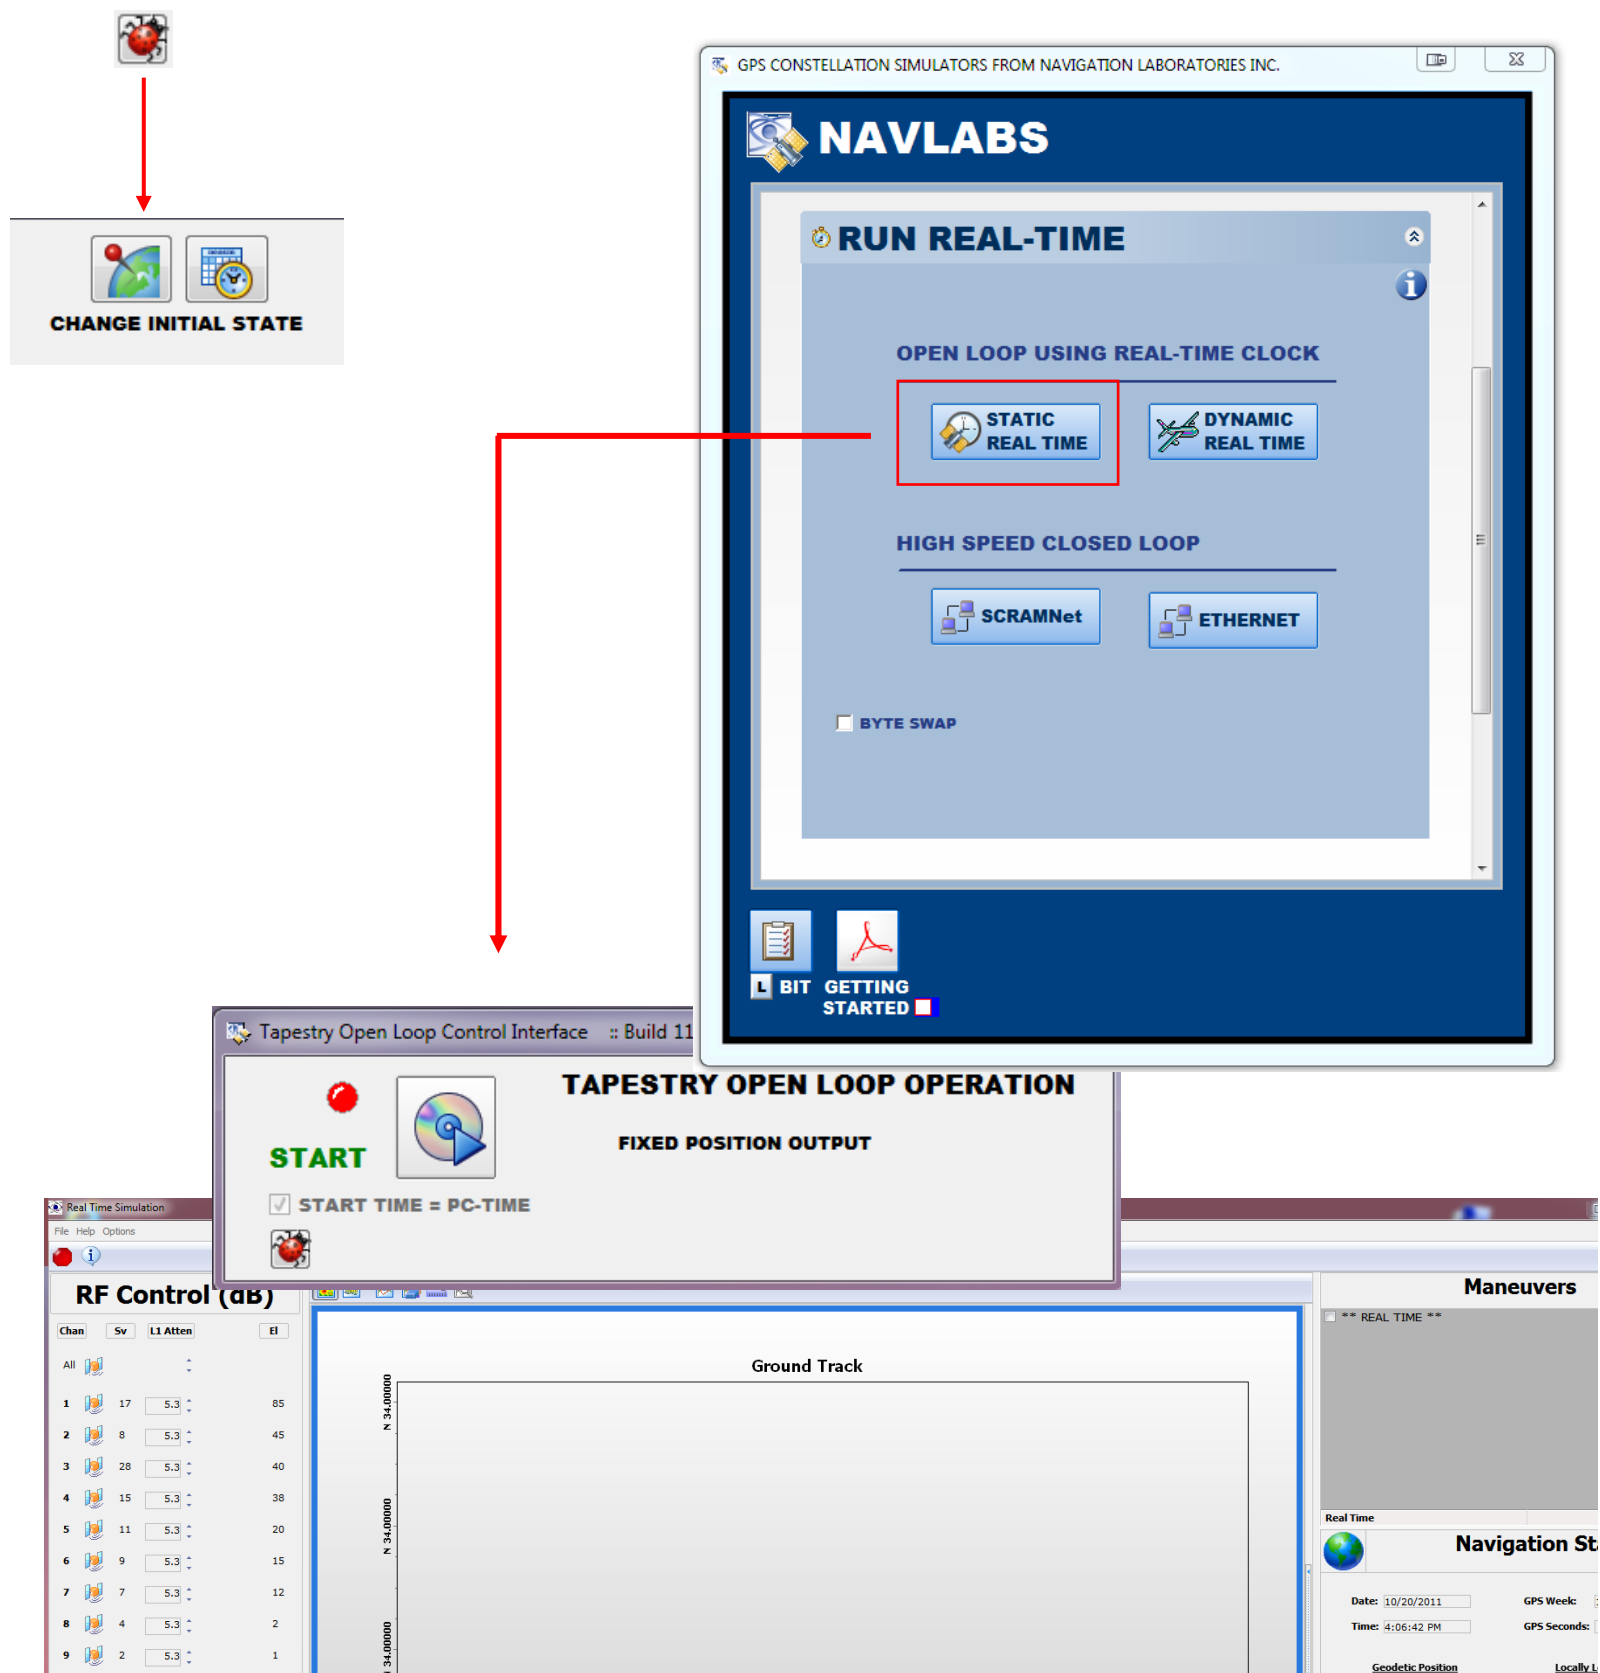 CHANGE INITIAL STATE
GPS CONSTELLATION SIMULATORS FROM NAVIGATION LABORATORIES INC.
NAVLABS
RUN REAL-TIME
OPEN LOOP USING REAL-TIME CLOCK
STATIC
REAL TIME
DYNAMIC
REAL TIME
HIGH SPEED CLOSED LOOP
SCRAMNet
ETHERNET
BYTE SWAP
L BIT
GETTING
STARTED
Tapestry Open Loop Control Interface :: Build 11
TAPESTRY OPEN LOOP OPERATION
FIXED POSITION OUTPUT
START
START TIME = PC-TIME
Real Time Simulation
File Help Options
RF Control (dB)
Chan Sv L1 Atten El
All
1 17 5.3 85
2 8 5.3 45
3 28 5.3 40
4 15 5.3 38
5 11 5.3 20
6 9 5.3 15
7 7 5.3 12
8 4 5.3 2
9 2 5.3 1
Ground Track
N 34.00000
N 34.00000
34.00000
Maneuvers
** REAL TIME **
Real Time
Navigation
Date: 10/20/2011 GPS Week:
Time: 4:06:42 PM GPS Seconds:
Geodetic Position Locally